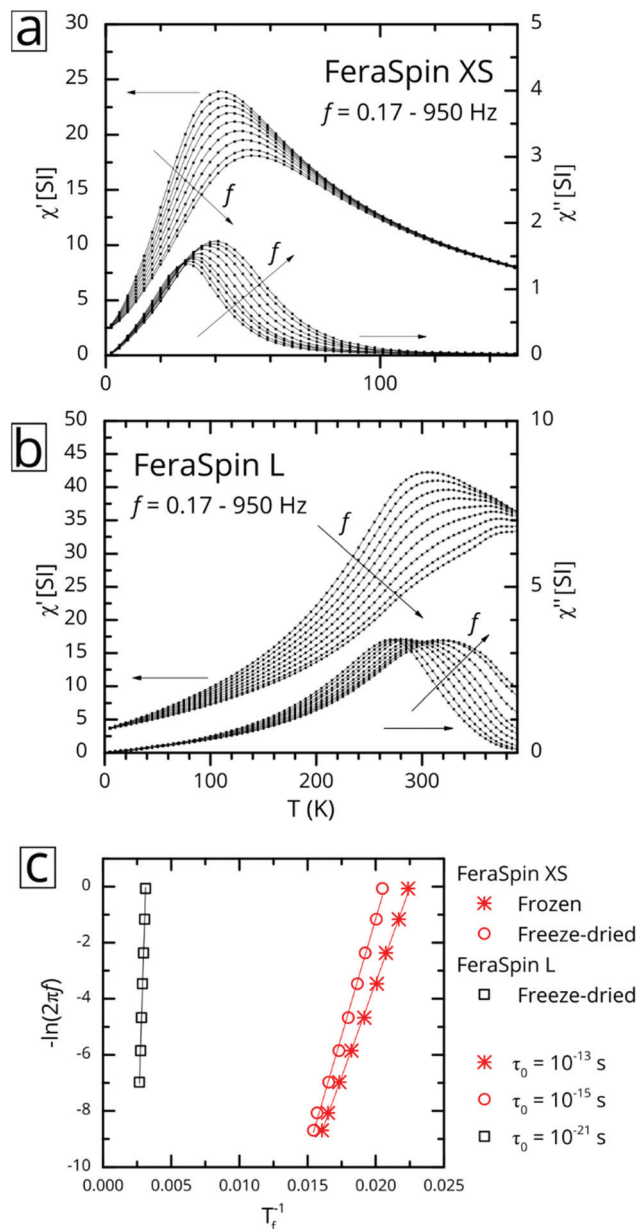 a
FeraSpin XS
f = 0.17 - 950 Hz
f
f
χ' [SI]
χ'' [SI]
30
25
20
15
10
5
0
5
4
3
2
1
0
0
100
b
FeraSpin L
f = 0.17 - 950 Hz
f
f
χ' [SI]
χ'' [SI]
50
45
40
35
30
25
20
15
10
5
0
10
5
0
0
100
200
300
T (K)
c
-ln(2πf)
0
-2
-4
-6
-8
-10
0.000
0.005
0.010
0.015
0.020
0.025
T_f^-1
FeraSpin XS
Frozen
Freeze-dried
FeraSpin L
Freeze-dried
τ₀ = 10⁻¹³ s
τ₀ = 10⁻¹⁵ s
τ₀ = 10⁻²¹ s